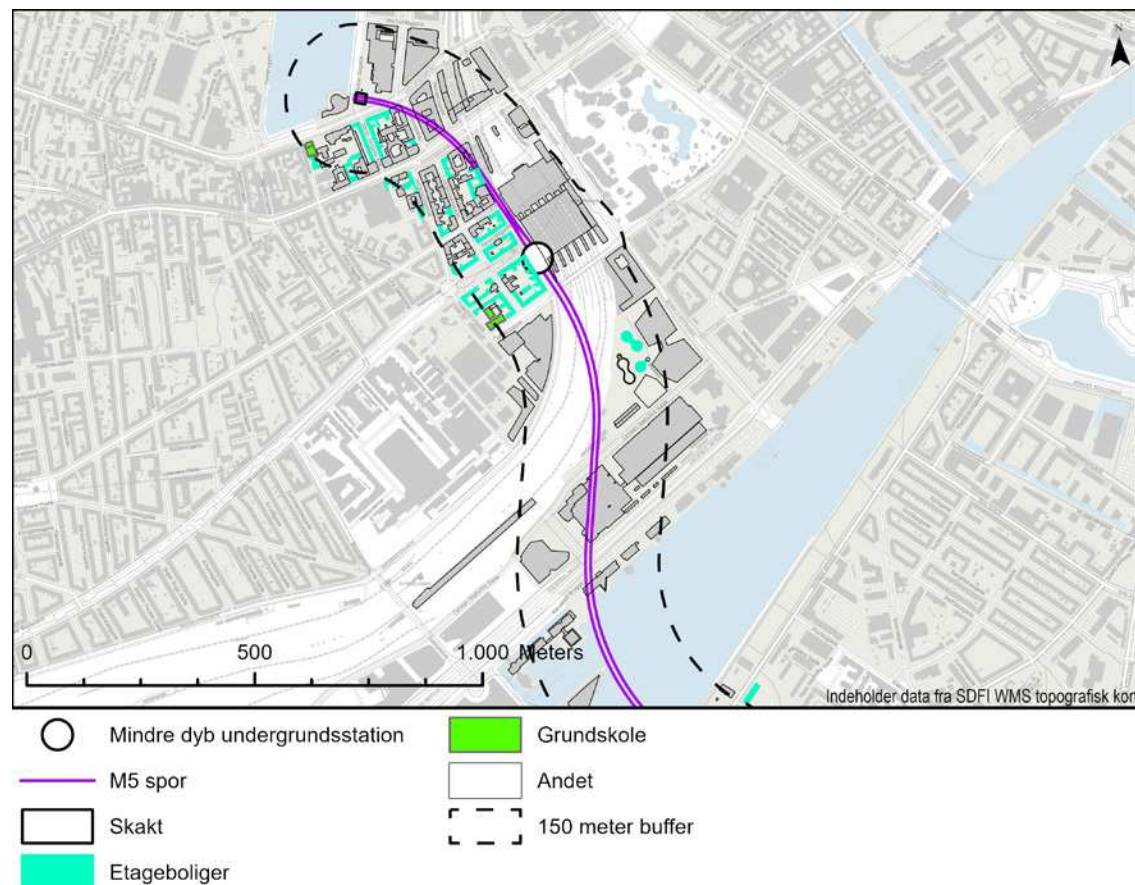 0 500 1.000 Meters
Indeholder data fra SDFI WMS topografisk kor
Mindre dyb undergrundsstation
M5 spor
Skakt
Etageboliger
Grundskole
Andet
150 meter buffer